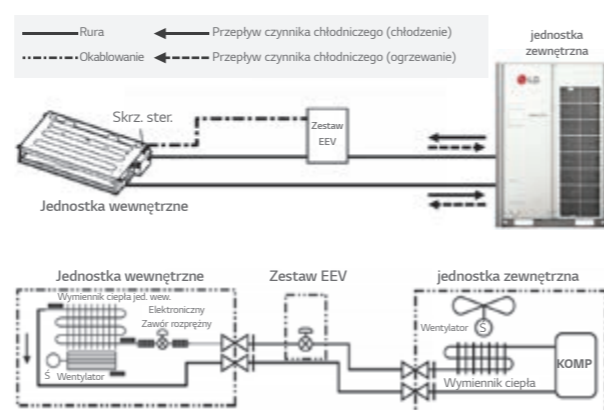 Rura
Przepływ czynnika chłodniczego (chłodzenie)
Okablowanie
Przepływ czynnika chłodniczego (ogrzewanie)
jednostka
zewnętrzna
LG
Skrz. ster.
Zestaw
EEV
Jednostka wewnętrzne
Jednostka wewnętrzne
Zestaw EEV
jednostka zewnętrzna
Wymiennik ciepła jed. wew.
Elektroniczny
Zawór rozprężny
Ś
Wentylator
Wentylator
Ś
KOMP
Wymiennik ciepła